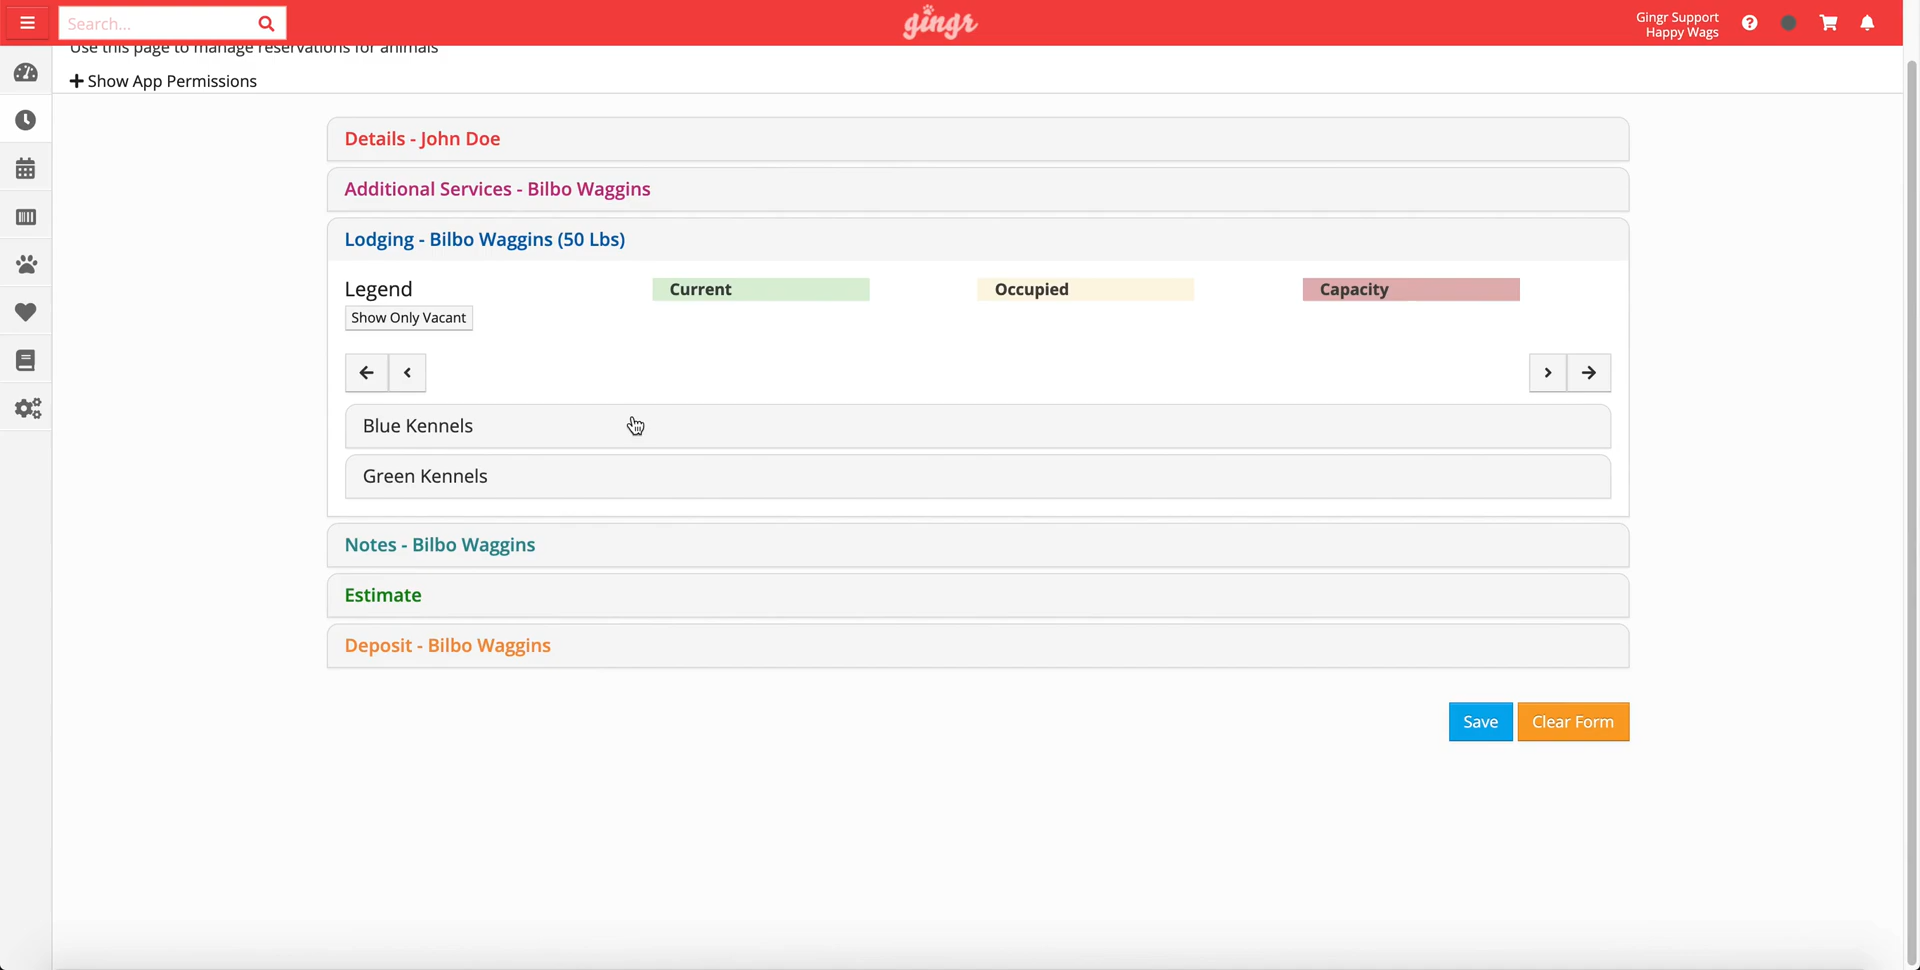 Search...
gingr
Gingr Support
Happy Wags
Use this page to manage reservations for animals
Show App Permissions
Details - John Doe
Additional Services - Bilbo Waggins
Lodging - Bilbo Waggins (50 Lbs)
Legend
Current
Occupied
Capacity
Show Only Vacant
Blue Kennels
Green Kennels
Notes - Bilbo Waggins
Estimate
Deposit - Bilbo Waggins
Save
Clear Form